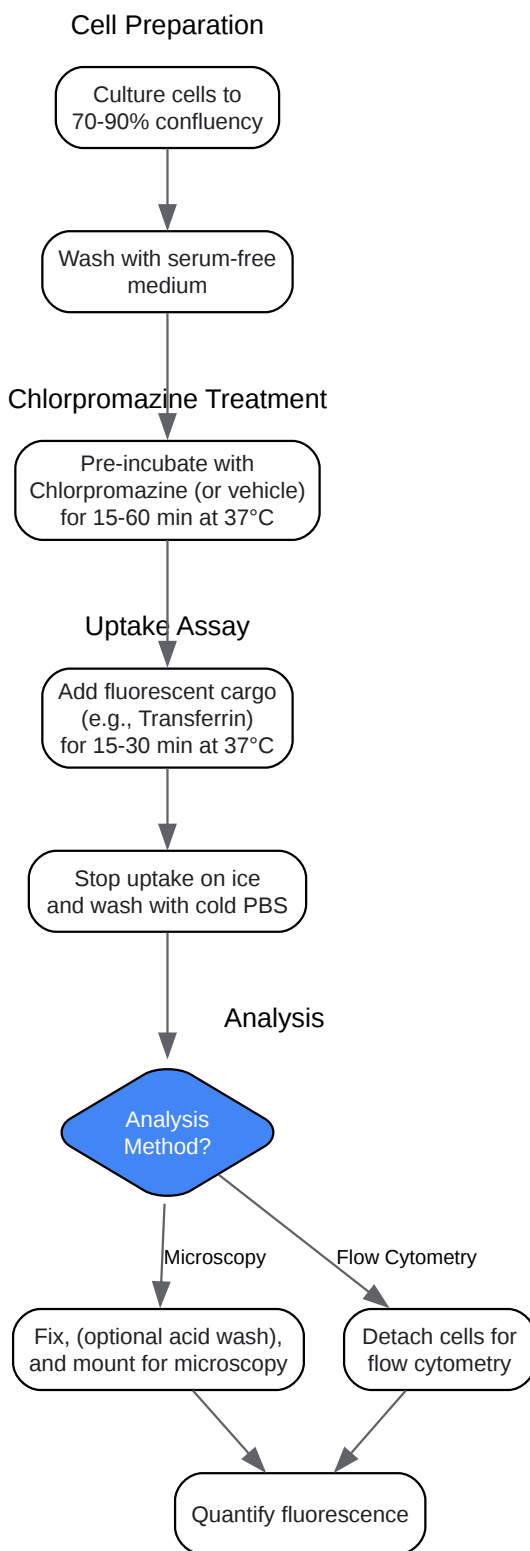 Cell Preparation
Culture cells to
70-90% confluency
Wash with serum-free
medium
Chlorpromazine Treatment
Pre-incubate with
Chlorpromazine (or vehicle)
for 15-60 min at 37°C
Uptake Assay
Add fluorescent cargo
(e.g., Transferrin)
for 15-30 min at 37°C
Stop uptake on ice
and wash with cold PBS
Analysis
Analysis
Method?
Microscopy
Flow Cytometry
Fix, (optional acid wash),
and mount for microscopy
Detach cells for
flow cytometry
Quantify fluorescence